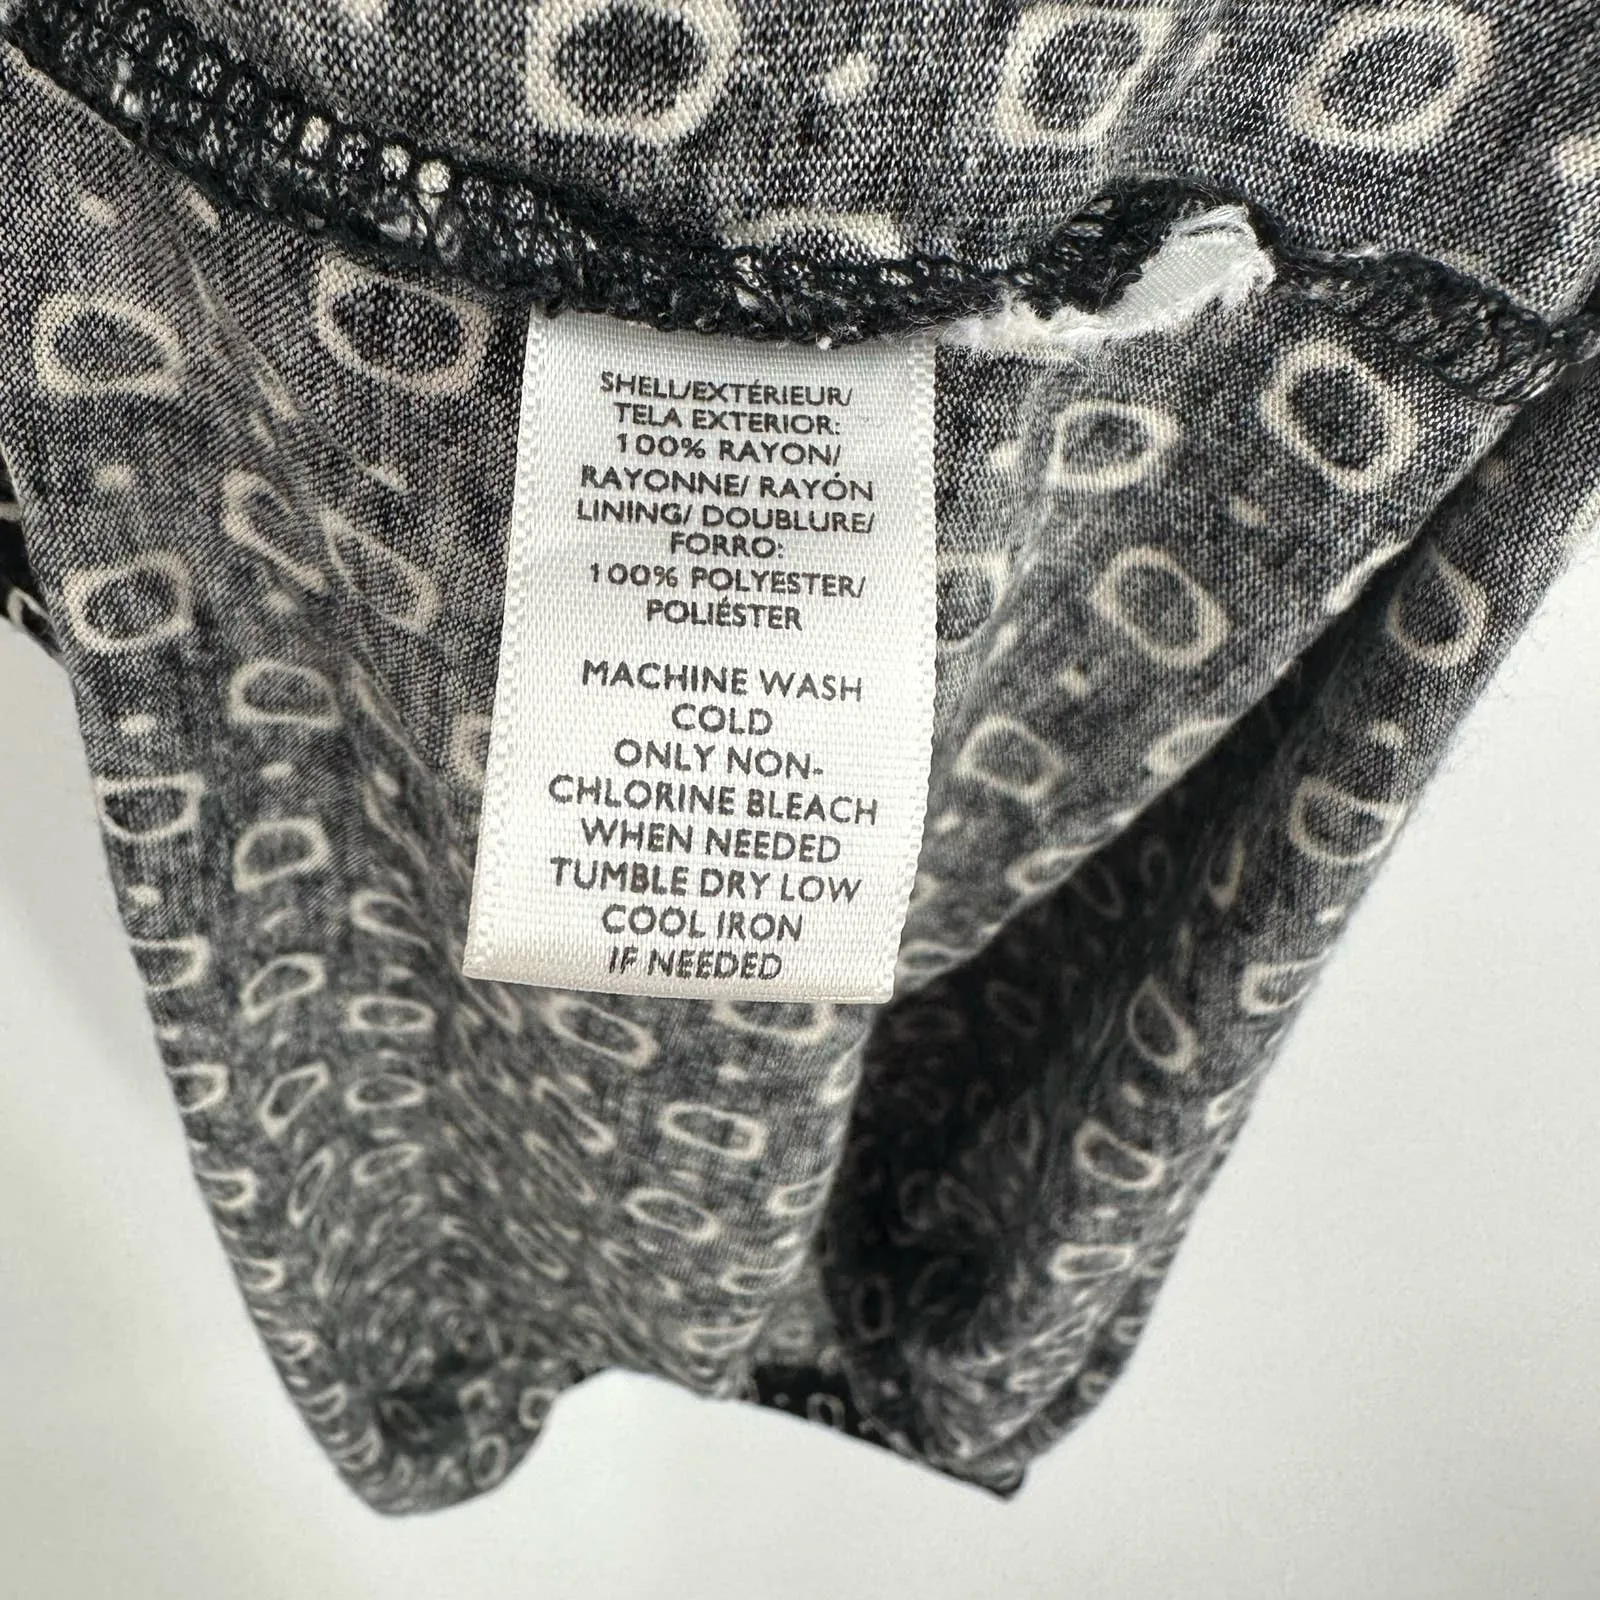 SHELL/EXTÉRIEUR/
TELA EXTERIOR:
100% RAYON/
RAYONNE/ RAYÓN
LINING/ DOUBLURE/
FORRO:
100% POLYESTER/
POLIÉSTER
MACHINE WASH
COLD
ONLY NON-
CHLORINE BLEACH
WHEN NEEDED
TUMBLE DRY LOW
COOL IRON
IF NEEDED